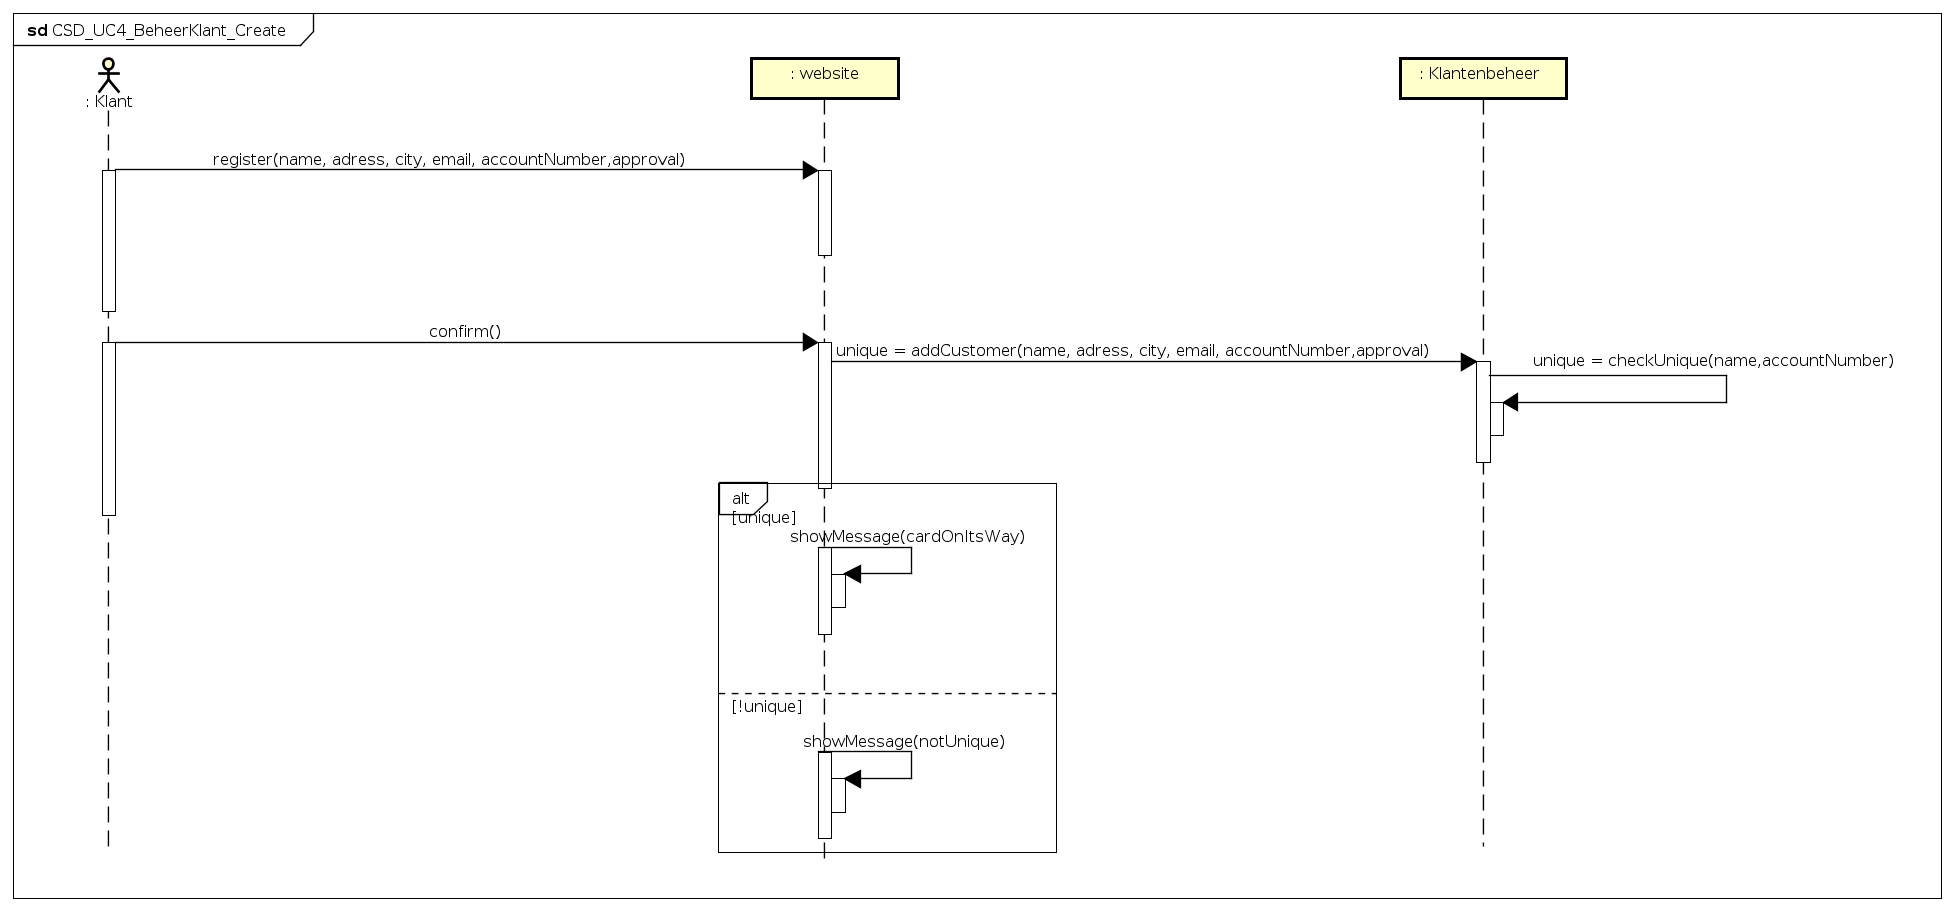 sd CSD_UC4_BeheerKlant_Create
: Klant
: website
: Klantenbeheer
register(name, adress, city, email, accountNumber,approval)
confirm()
unique = addCustomer(name, adress, city, email, accountNumber,approval)
unique = checkUnique(name,accountNumber)
alt
[unique]
showMessage(cardOnItsWay)
[!unique]
showMessage(notUnique)